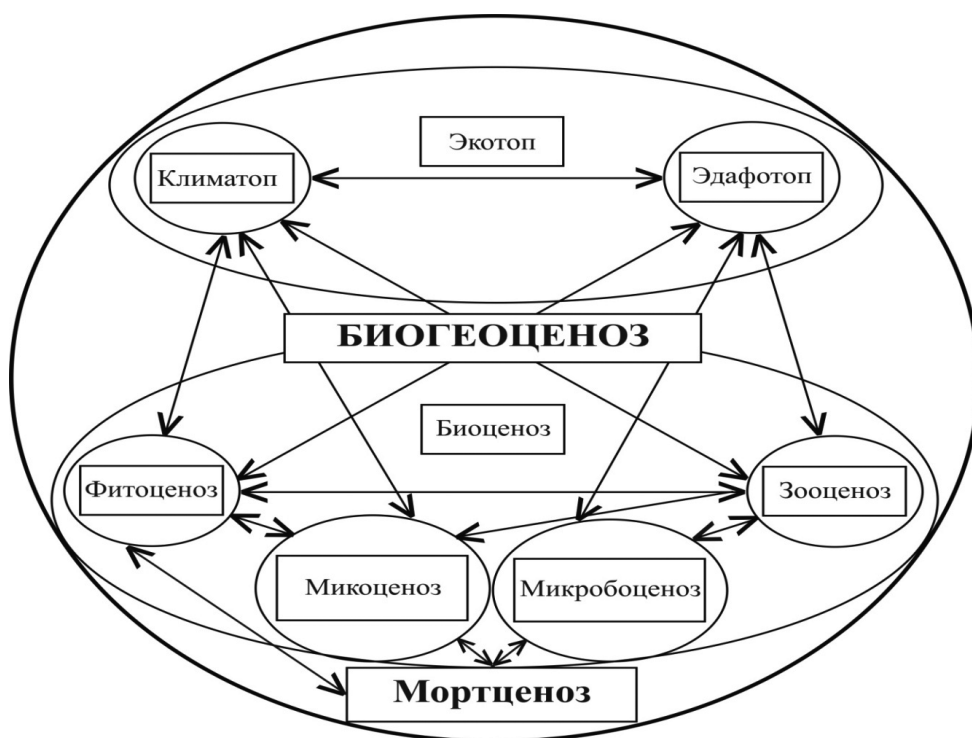 Экотоп
Климатоп
Эдафотоп
БИОГЕОЦЕНОЗ
Биоценоз
Фитоценоз
Зооценоз
Микоценоз
Микробоценоз
Мортценоз